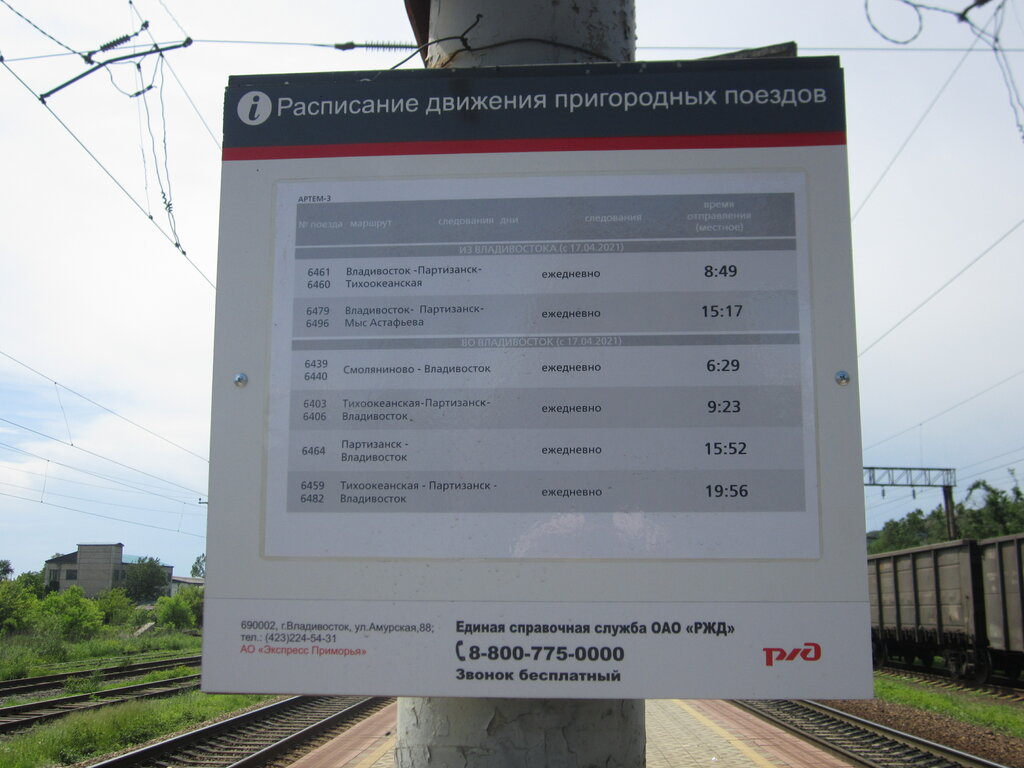 i Расписание движения пригородных поездов
АРТЕМ-3
№ поезда маршрут следования дни следования время
отправления
(местное)
ИЗ ВЛАДИВОСТОКА (с 17.04.2021)
6461 Владивосток -Партизанск- ежедневно 8:49
6460 Тихоокеанская
6479 Владивосток- Партизанск- ежедневно 15:17
6496 Мыс Астафьева
ВО ВЛАДИВОСТОК (с 17.04.2021)
6439 Смоляниново - Владивосток ежедневно 6:29
6440
6403 Тихоокеанская-Партизанск- ежедневно 9:23
6406 Владивосток
6464 Партизанск - ежедневно 15:52
Владивосток
6459 Тихоокеанская - Партизанск - ежедневно 19:56
6482 Владивосток
690002, г.Владивосток, ул.Амурская,88;
тел.: (423)224-54-31
АО «Экспресс Приморья»
Единая справочная служба ОАО «РЖД»
8-800-775-0000
Звонок бесплатный
РЖД